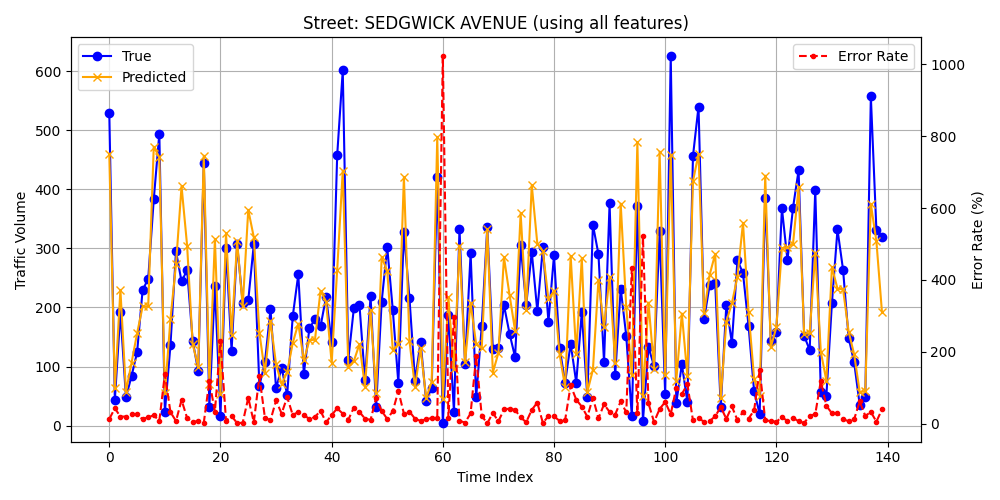 Street: SEDGWICK AVENUE (using all features)
True
Predicted
Error Rate
Traffic Volume
600
500
400
300
200
100
0
1000
800
600
400
200
0
Error Rate (%)
0 20 40 60 80 100 120 140
Time Index